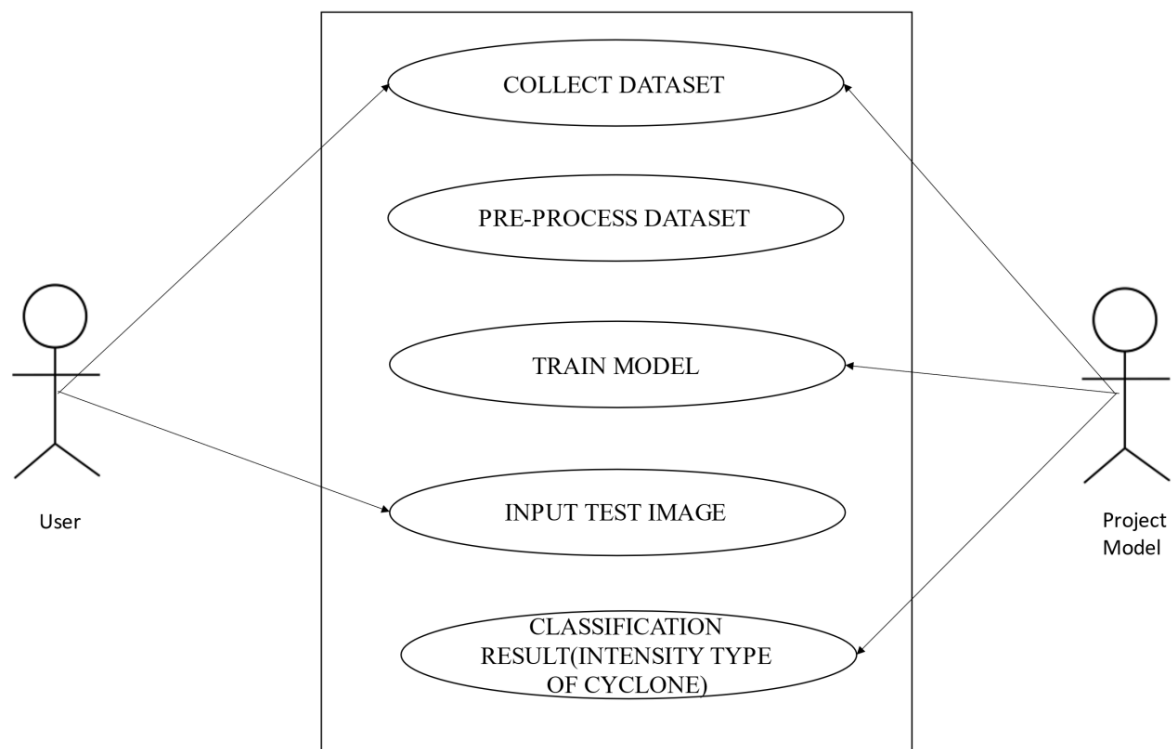 COLLECT DATASET
PRE-PROCESS DATASET
TRAIN MODEL
INPUT TEST IMAGE
CLASSIFICATION
RESULT(INTENSITY TYPE
OF CYCLONE)
User
Project
Model